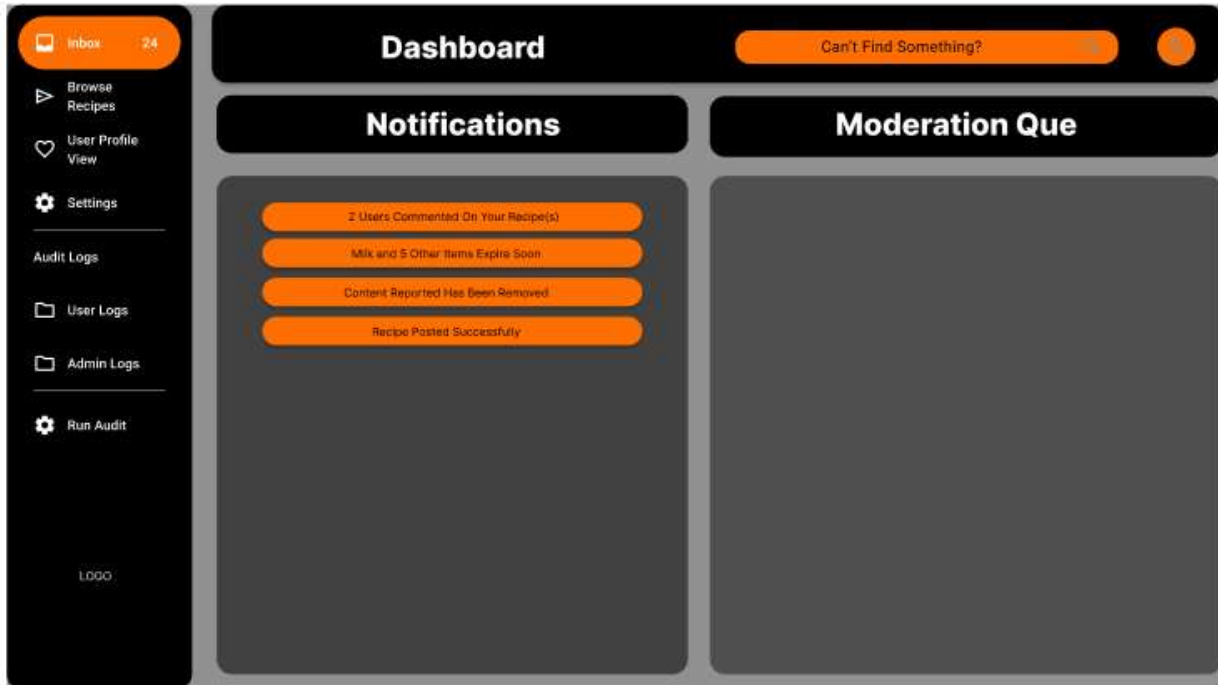 Inbox 24
Browse
Recipes
User Profile
View
Settings
Audit Logs
User Logs
Admin Logs
Run Audit
LOGO
Dashboard
Can't Find Something?
Notifications
2 Users Commented On Your Recipe(s)
Milk and 5 Other Items Expire Soon
Content Reported Has Been Removed
Recipe Posted Successfully
Moderation Que